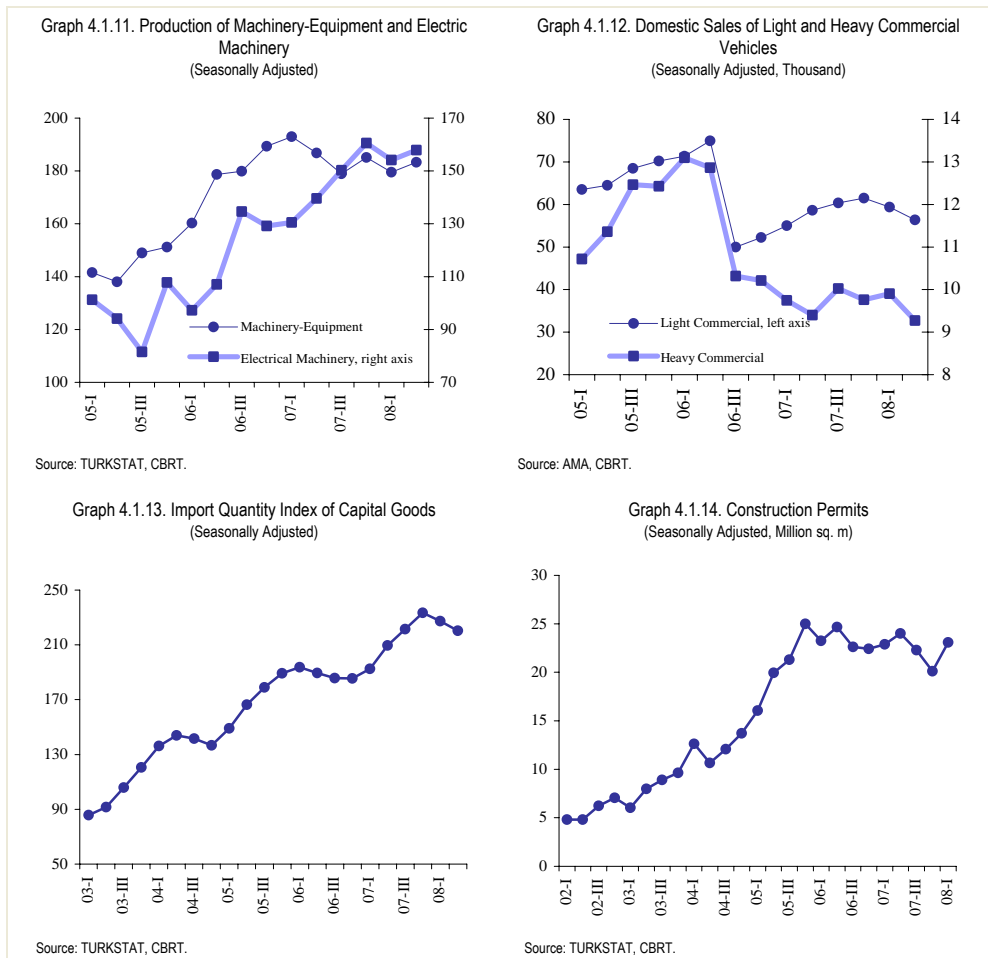 Graph 4.1.11. Production of Machinery-Equipment and Electric
Machinery
(Seasonally Adjusted)
200
180
160
140
120
100
170
150
130
110
90
70
Machinery-Equipment
Electrical Machinery, right axis
05-I
05-III
06-I
06-III
07-I
07-III
08-I
Source: TURKSTAT, CBRT.
Graph 4.1.12. Domestic Sales of Light and Heavy Commercial
Vehicles
(Seasonally Adjusted, Thousand)
80
70
60
50
40
30
20
14
13
12
11
10
9
8
Light Commercial, left axis
Heavy Commercial
05-I
05-III
06-I
06-III
07-I
07-III
08-I
Source: AMA, CBRT.
Graph 4.1.13. Import Quantity Index of Capital Goods
(Seasonally Adjusted)
250
210
170
130
90
50
03-I
03-III
04-I
04-III
05-I
05-III
06-I
06-III
07-I
07-III
08-I
Source: TURKSTAT, CBRT.
Graph 4.1.14. Construction Permits
(Seasonally Adjusted, Million sq. m)
30
25
20
15
10
5
0
02-I
02-III
03-I
03-III
04-I
04-III
05-I
05-III
06-I
06-III
07-I
07-III
08-I
Source: TURKSTAT, CBRT.